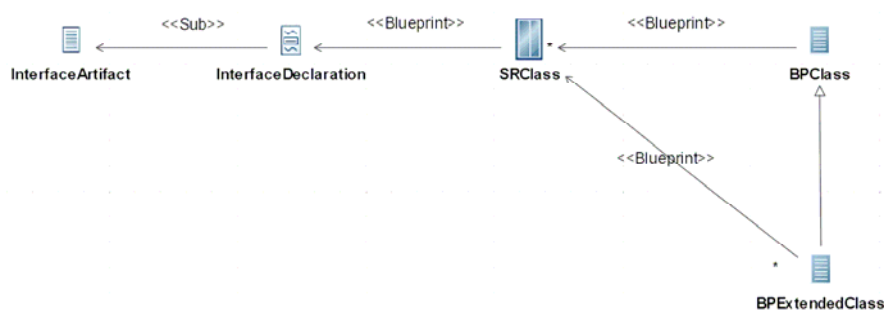 <<Sub>>
<<Blueprint>>
<<Blueprint>>
*
InterfaceArtifact
InterfaceDeclaration
SRClass
BPClass
<<Blueprint>>
*
BPExtendedClass